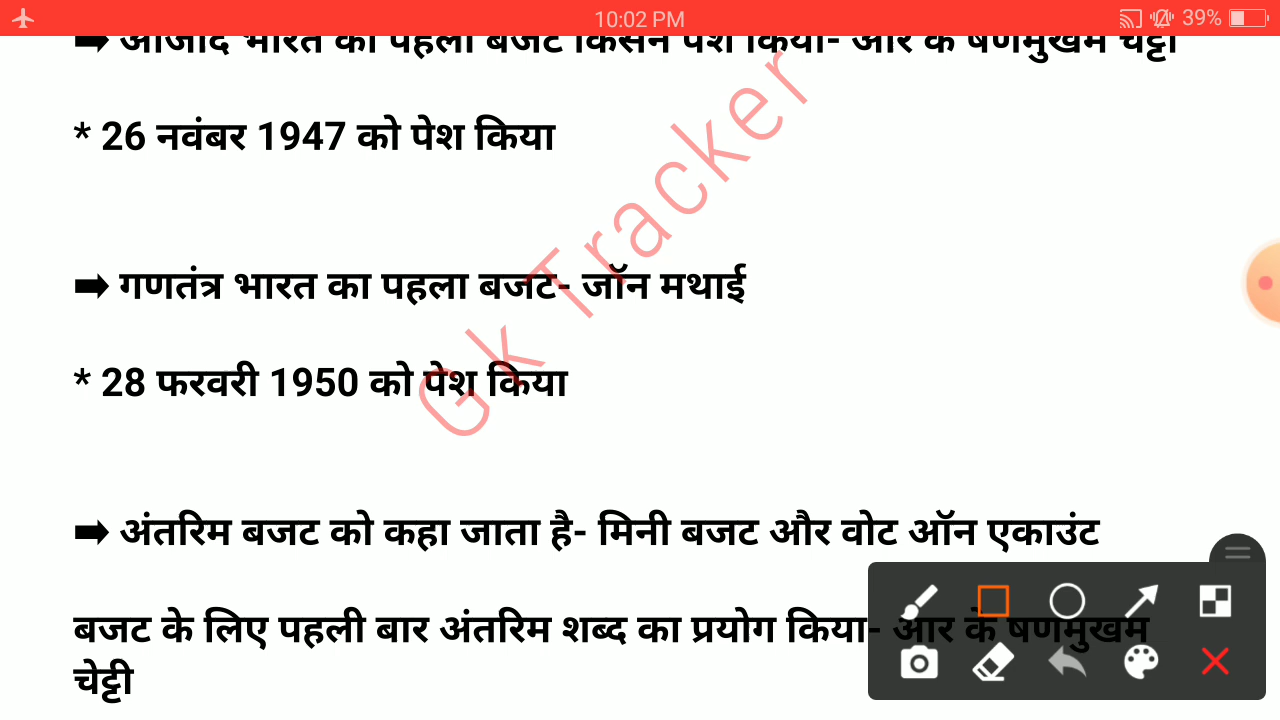 10:02 PM
39%
➡ आजाद भारत का पहला बजट किसने पेश किया- आर के षणमुखम चेट्टी
* 26 नवंबर 1947 को पेश किया
➡ गणतंत्र भारत का पहला बजट- जॉन मथाई
* 28 फरवरी 1950 को पेश किया
➡ अंतरिम बजट को कहा जाता है- मिनी बजट और वोट ऑन एकाउंट
बजट के लिए पहली बार अंतरिम शब्द का प्रयोग किया- आर के षणमुखम
चेट्टी
Gk Tracker